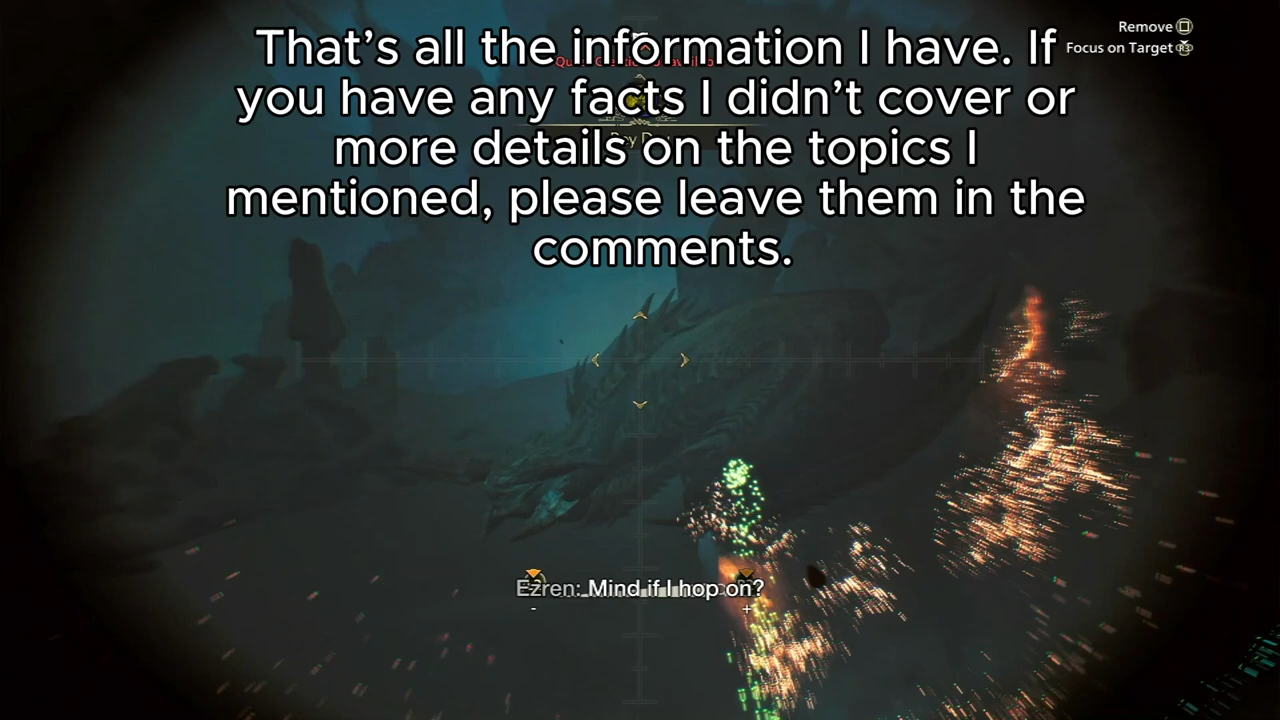 That's all the information I have. If
you have any facts I didn't cover or
more details on the topics I
mentioned, please leave them in the
comments.
Remove
Focus on Target
Ezren: Mind if I hop on?
-
+